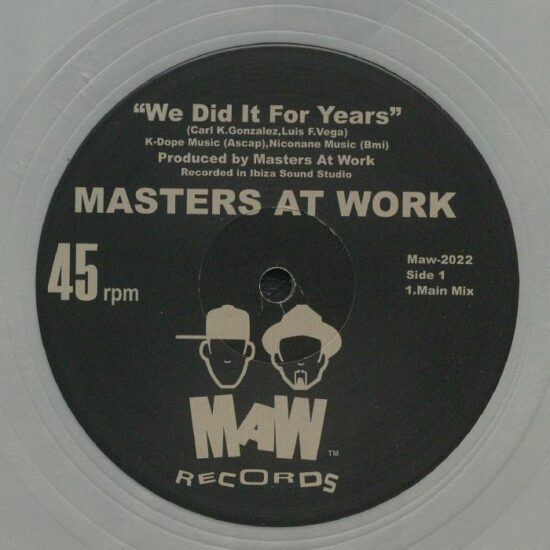 “We Did It For Years”
(Carl K.Gonzalez,Luis F.Vega)
K-Dope Music (Ascap),Niconane Music (Bmi)
Produced by Masters At Work
Recorded in Ibiza Sound Studio
MASTERS AT WORK
45 rpm
Maw-2022
Side 1
1.Main Mix
MAW TM
RECORDS